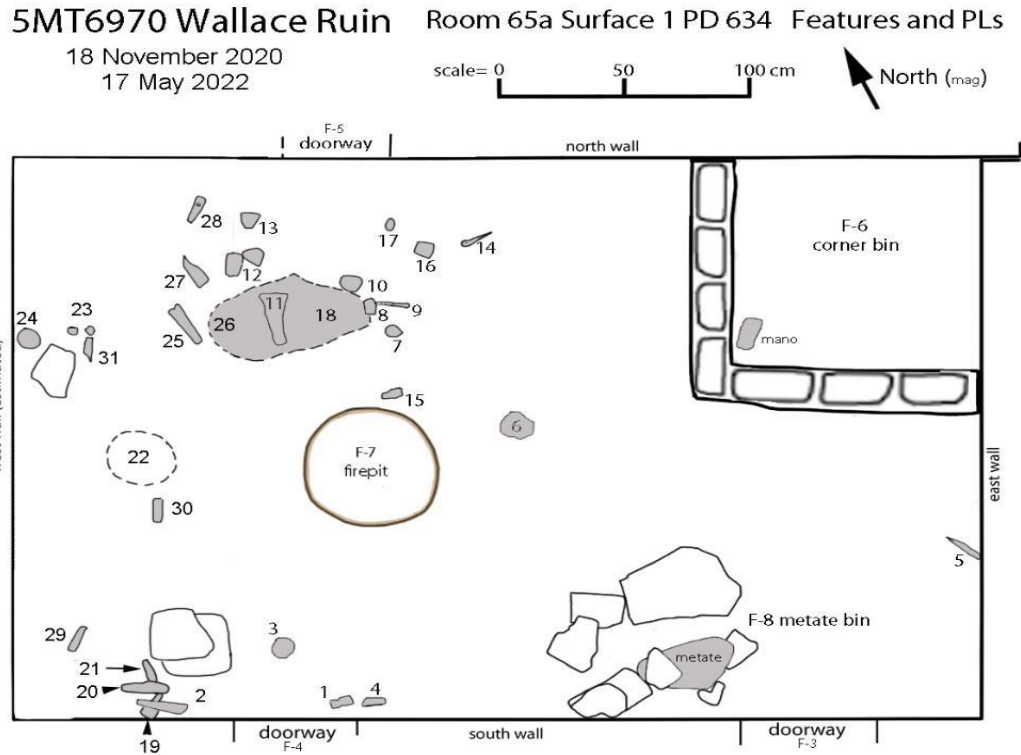 5MT6970 Wallace Ruin
Room 65a Surface 1 PD 634 Features and PLs
18 November 2020
17 May 2022
scale= 0 50 100 cm
North (mag)
F-5
doorway
north wall
28
13
17
16
14
F-6
corner bin
12
27
10
11
9
8
18
26
7
25
24
23
31
mano
15
6
F-7
firepit
22
30
east wall
5
F-8 metate bin
metate
29
3
21
20
2
1
4
19
doorway
F-4
south wall
doorway
F-3